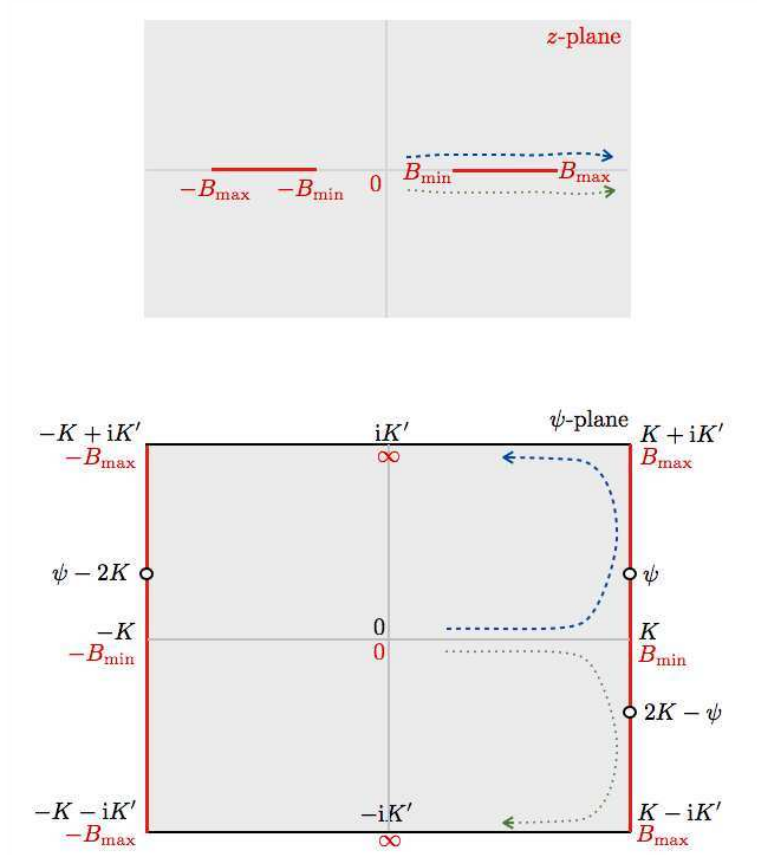 z-plane
−B_max −B_min 0 B_min B_max
ψ-plane
−K + iK′ iK′ K + iK′
−B_max ∞ B_max
ψ − 2K ψ
−K 0 K
−B_min 0 B_min
2K − ψ
−K − iK′ −iK′ K − iK′
−B_max ∞ B_max